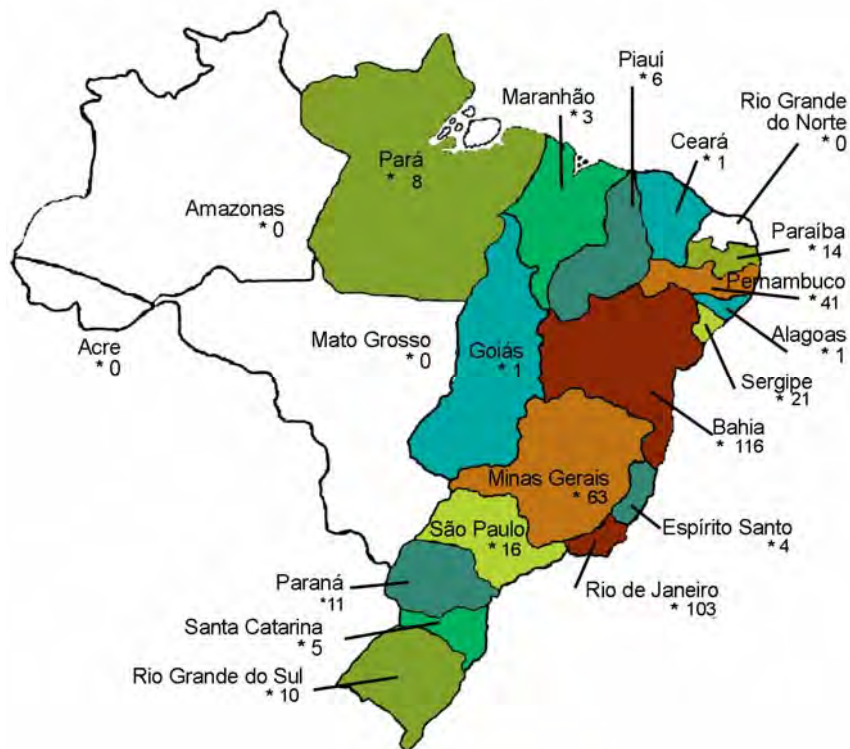 Piauí
* 6
Maranhão
* 3
Rio Grande
do Norte
* 0
Ceará
* 1
Pará
* 8
Amazonas
* 0
Paraíba
* 14
Pernambuco
* 41
Alagoas
* 1
Acre
* 0
Mato Grosso
* 0
Goiás
* 1
Sergipe
* 21
Bahia
* 116
Minas Gerais
* 63
São Paulo
* 16
Espírito Santo
* 4
Paraná
*11
Rio de Janeiro
* 103
Santa Catarina
* 5
Rio Grande do Sul
* 10